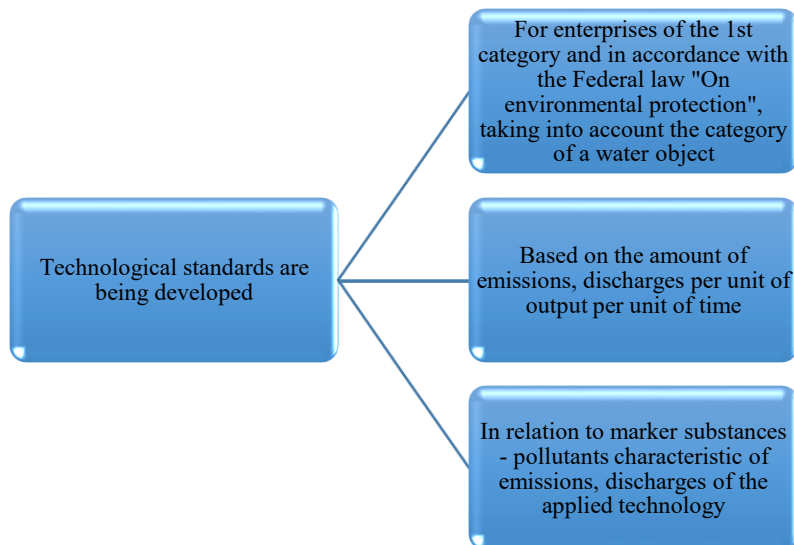 For enterprises of the 1st
category and in accordance with
the Federal law "On
environmental protection",
taking into account the category
of a water object
Technological standards are
being developed
Based on the amount of
emissions, discharges per unit of
output per unit of time
In relation to marker substances
- pollutants characteristic of
emissions, discharges of the
applied technology